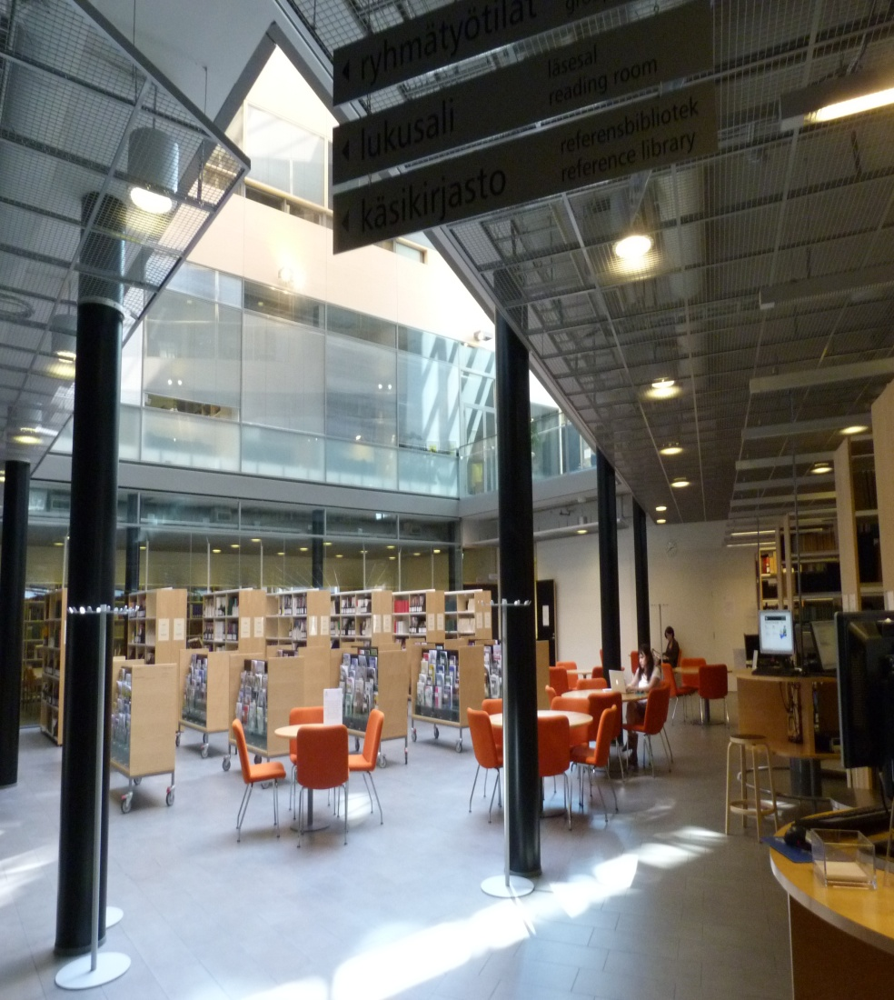 ryhmätyötilat
lukusali
läsesal
reading room
käsikirjasto
referensbibliotek
reference library